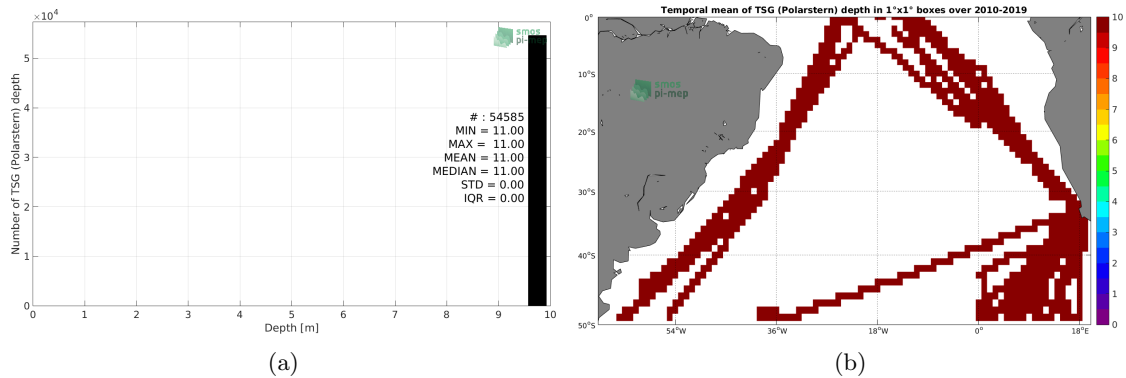 ×10⁴
smos
pi-mep
Number of TSG (Polarstern) depth
5
4
3
2
1
0
# : 54585
MIN = 11.00
MAX = 11.00
MEAN = 11.00
MEDIAN = 11.00
STD = 0.00
IQR = 0.00
0 1 2 3 4 5 6 7 8 9 10
Depth [m]
(a)
Temporal mean of TSG (Polarstern) depth in 1°x1° boxes over 2010-2019
0°
10°S
20°S
30°S
40°S
50°S
smos
pi-mep
54°W 36°W 18°W 0° 18°E
10
9
8
7
6
5
4
3
2
1
0
(b)